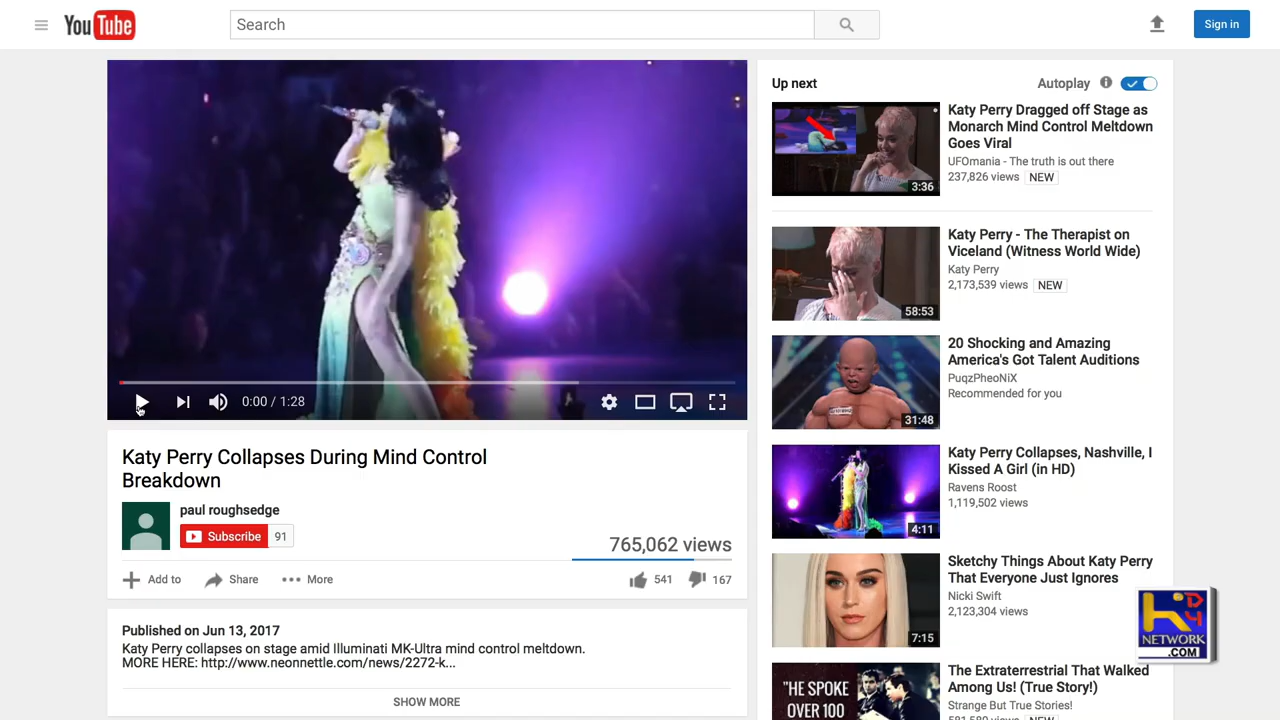 YouTube
Search
Sign in
0:00 / 1:28
Katy Perry Collapses During Mind Control
Breakdown
paul roughsedge
Subscribe
91
765,062 views
Add to
Share
More
541
167
Published on Jun 13, 2017
Katy Perry collapses on stage amid Illuminati MK-Ultra mind control meltdown.
MORE HERE: http://www.neonnettle.com/news/2272-k...
SHOW MORE
Up next
Autoplay
3:36
Katy Perry Dragged off Stage as
Monarch Mind Control Meltdown
Goes Viral
UFOmania - The truth is out there
237,826 views NEW
58:53
Katy Perry - The Therapist on
Viceland (Witness World Wide)
Katy Perry
2,173,539 views NEW
31:48
20 Shocking and Amazing
America's Got Talent Auditions
PuqzPheoNiX
Recommended for you
4:11
Katy Perry Collapses, Nashville, I
Kissed A Girl (in HD)
Ravens Roost
1,119,502 views
7:15
Sketchy Things About Katy Perry
That Everyone Just Ignores
Nicki Swift
2,123,304 views
"HE SPOKE
OVER 100
The Extraterrestrial That Walked
Among Us! (True Story!)
Strange But True Stories!
NETWORK
.COM